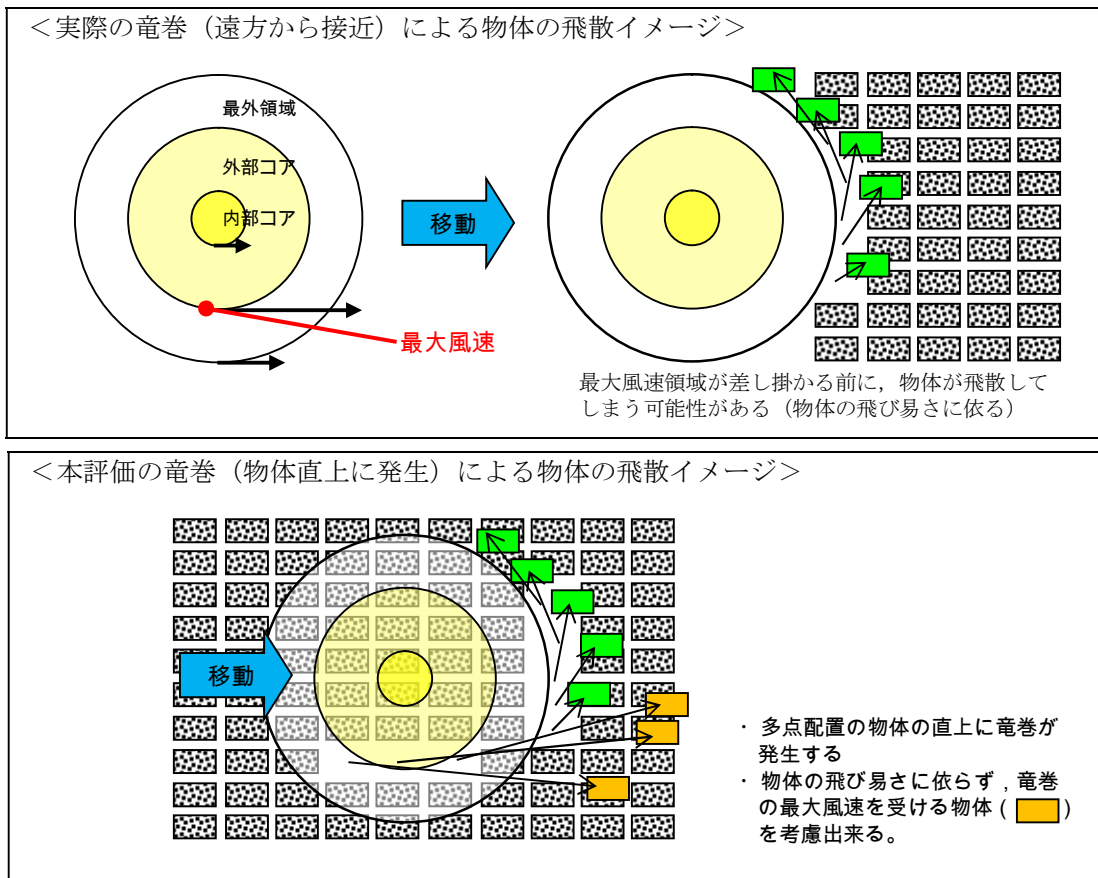 <実際の竜巻(遠方から接近)による物体の飛散イメージ>
最外領域
外部コア
内部コア
移動
最大風速
最大風速領域が差し掛かる前に,物体が飛散して
しまう可能性がある(物体の飛び易さに依る)
<本評価の竜巻(物体直上に発生)による物体の飛散イメージ>
移動
・ 多点配置の物体の直上に竜巻が
発生する
・ 物体の飛び易さに依らず,竜巻
の最大風速を受ける物体( )
を考慮出来る。